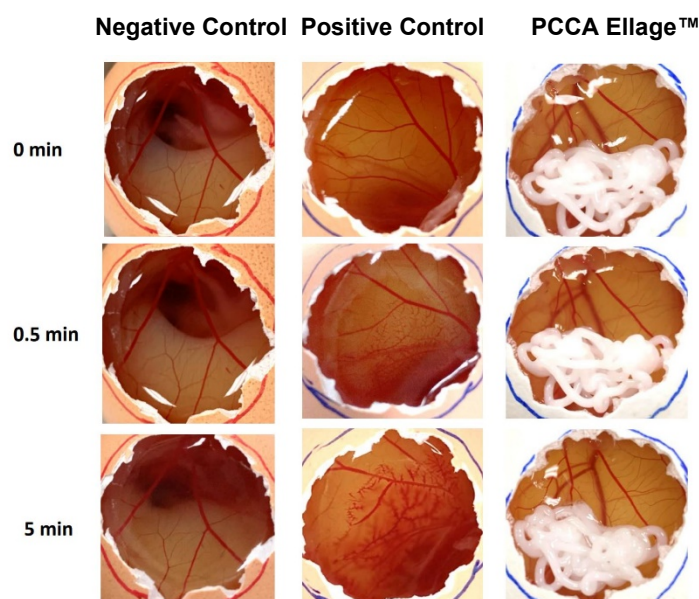 Negative Control Positive Control PCCA Ellage™
0 min
0.5 min
5 min